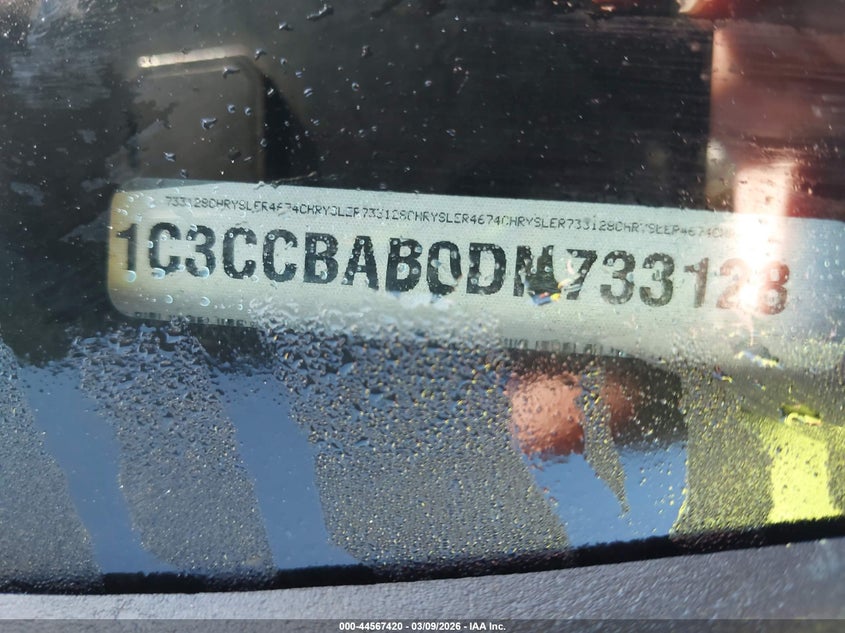 733128CHRYSLER4674CHRYSLER733128CHRYSLER4674CHRYSLER733128CHRYSLER4674
1C3CCBAB0DN733128
000-44567420 - 03/09/2026 - IAA Inc.